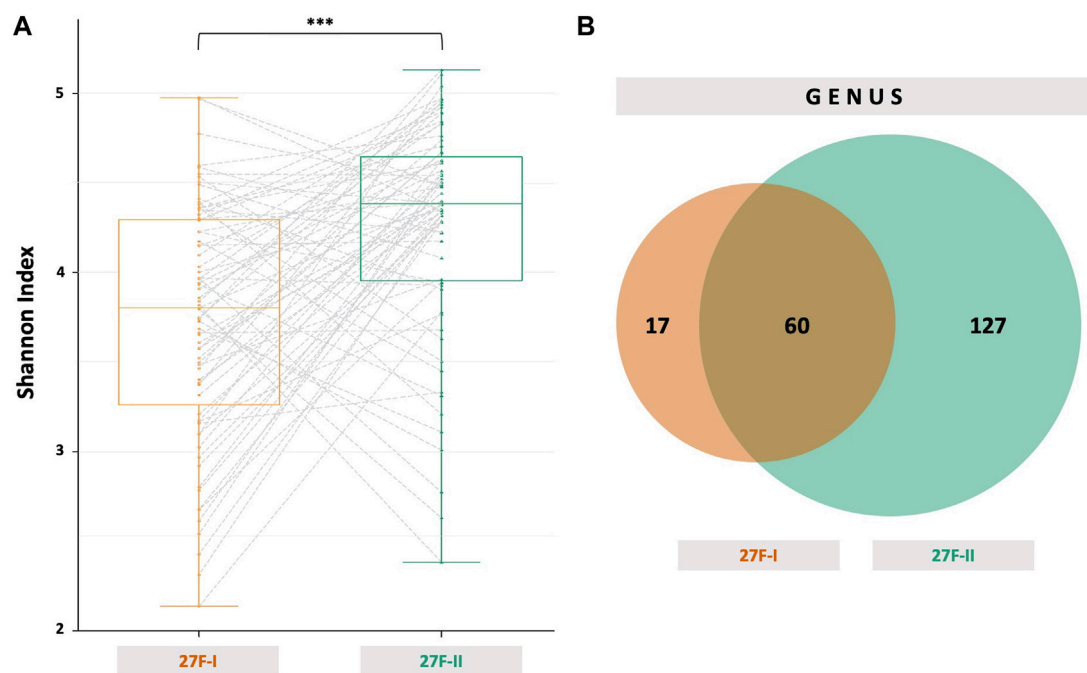 A
***
5
4
3
2
Shannon Index
27F-I
27F-II
B
GENUS
17
60
127
27F-I
27F-II